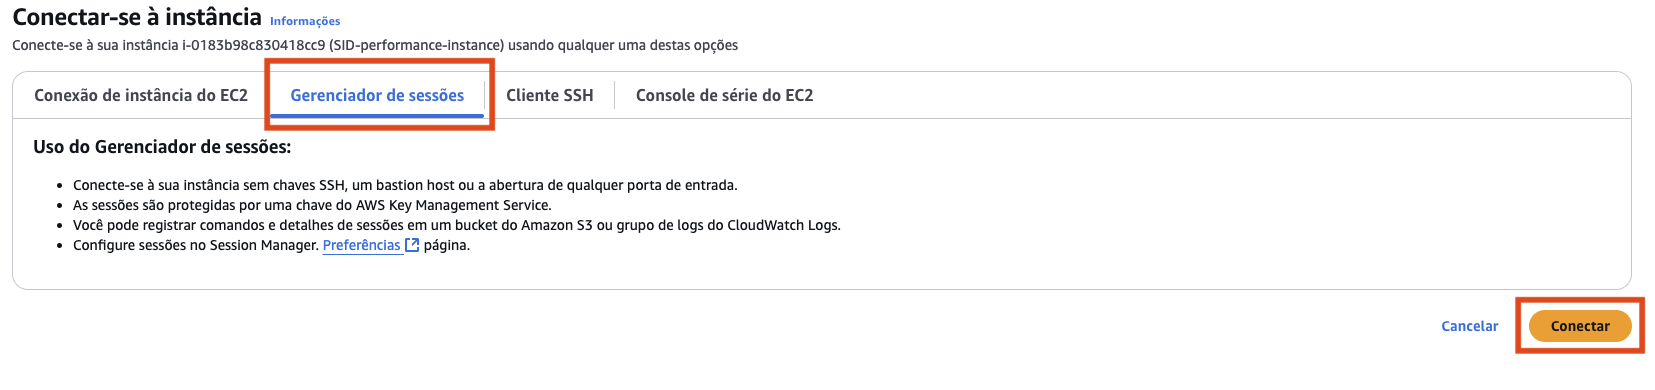 Conectar-se à instância Informações
Conecte-se à sua instância i-0183b98c830418cc9 (SID-performance-instance) usando qualquer uma destas opções
Conexão de instância do EC2 Gerenciador de sessões Cliente SSH Console de série do EC2
Uso do Gerenciador de sessões:
• Conecte-se à sua instância sem chaves SSH, um bastion host ou a abertura de qualquer porta de entrada.
• As sessões são protegidas por uma chave do AWS Key Management Service.
• Você pode registrar comandos e detalhes de sessões em um bucket do Amazon S3 ou grupo de logs do CloudWatch Logs.
• Configure sessões no Session Manager. Preferências página.
Cancelar Conectar